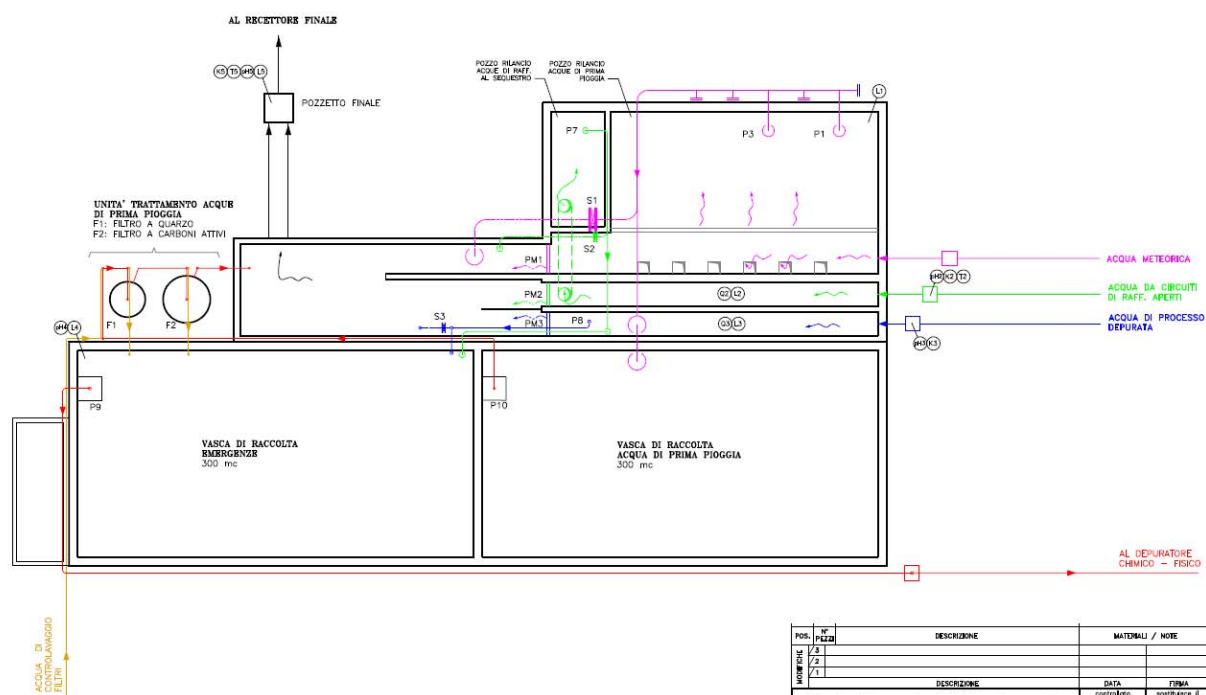 AL RECETTORE FINALE
K5 T5 pH5 L5
POZZETTO FINALE
POZZO RILANCIO
ACQUE DI RAFF.
AL SEQUESTRO
POZZO RILANCIO
ACQUE DI PRIMA
PIOGGIA
L1
P7
P3
P1
UNITA' TRATTAMENTO ACQUE
DI PRIMA PIOGGIA
F1: FILTRO A QUARZO
F2: FILTRO A CARBONI ATTIVI
S1
S2
PM1
ACQUA METEORICA
PM2
Q2 L2
pH2 K2 T2
ACQUA DA CIRCUITI
DI RAFF. APERTI
F1
F2
S3
PM3
P8
Q3 L3
ACQUA DI PROCESSO
DEPURATA
pH3 K3
pH4 L4
P9
P10
VASCA DI RACCOLTA
EMERGENZE
300 mc
VASCA DI RACCOLTA
ACQUA DI PRIMA PIOGGIA
300 mc
AL DEPURATORE
CHIMICO - FISICO
ACQUA DI
CONTROLAVAGGIO
FILTRI
POS. N° PEZZI DESCRIZIONE MATERIALI / NOTE
MODIFICHE
/3
/2
/1
DESCRIZIONE DATA FIRMA
controllato sostituisce il